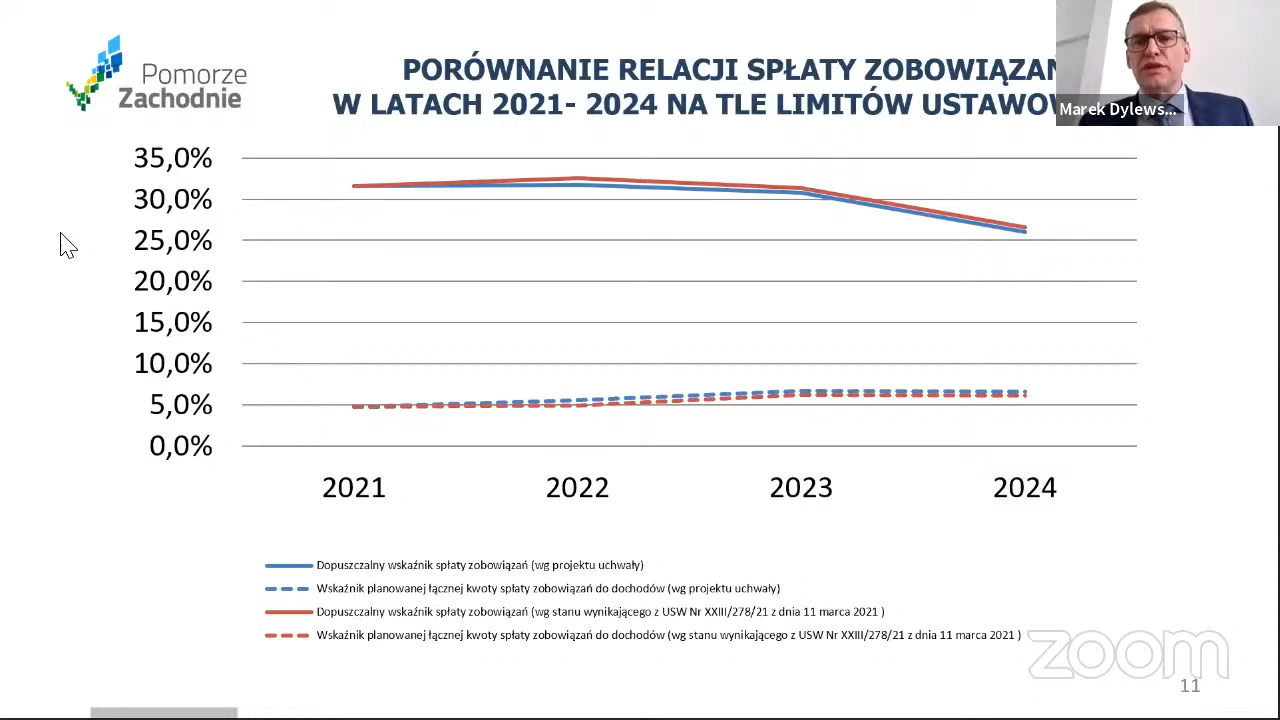 Pomorze
Zachodnie
PORÓWNANIE RELACJI SPŁATY ZOBOWIĄZAN
W LATACH 2021- 2024 NA TLE LIMITÓW USTAWOW
Marek Dylews...
35,0%
30,0%
25,0%
20,0%
15,0%
10,0%
5,0%
0,0%
2021 2022 2023 2024
Dopuszczalny wskaźnik spłaty zobowiązań (wg projektu uchwały)
Wskaźnik planowanej łącznej kwoty spłaty zobowiązań do dochodów (wg projektu uchwały)
Dopuszczalny wskaźnik spłaty zobowiązań (wg stanu wynikającego z USW Nr XXIII/278/21 z dnia 11 marca 2021 )
Wskaźnik planowanej łącznej kwoty spłaty zobowiązań do dochodów (wg stanu wynikającego z USW Nr XXIII/278/21 z dnia 11 marca 2021 )
zoom
11